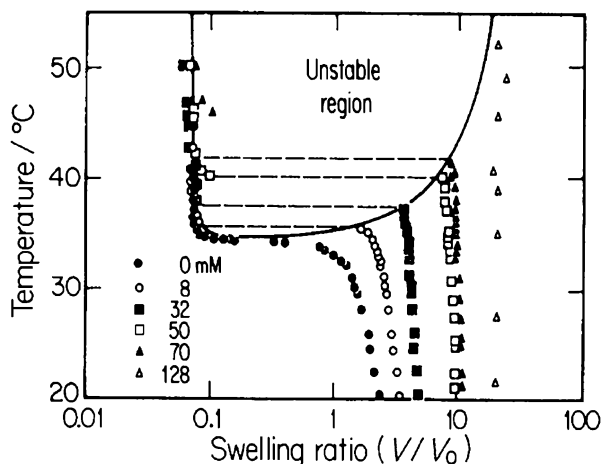 50
40
30
20
Temperature / °C
Unstable
region
0 mM
8
32
50
70
128
0.01
0.1
1
10
100
Swelling ratio (V/V₀)